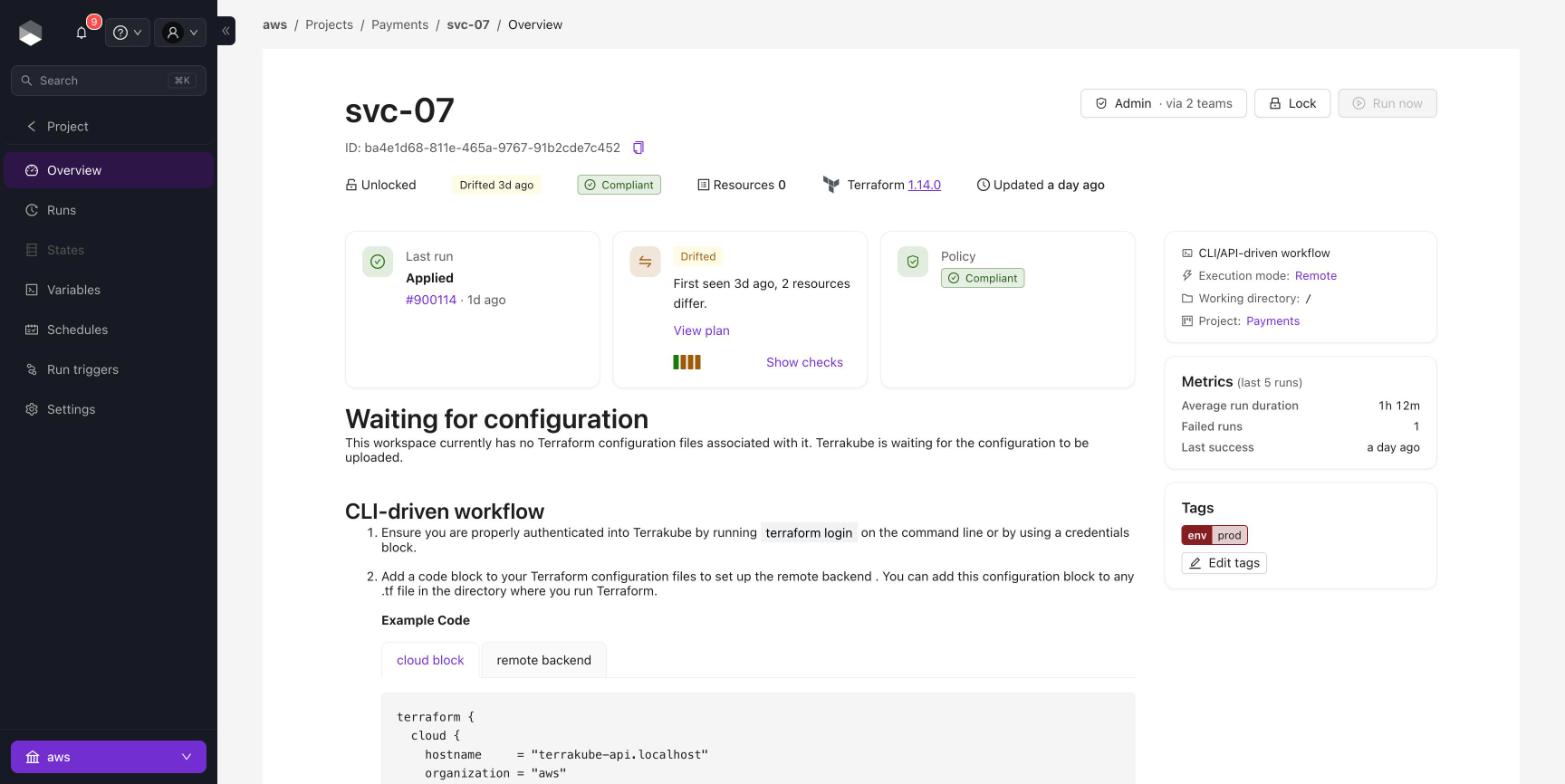 9
Search ⌘K
Project
Overview
Runs
States
Variables
Schedules
Run triggers
Settings
aws
aws / Projects / Payments / svc-07 / Overview
svc-07
Admin · via 2 teams
Lock
Run now
ID: ba4e1d68-811e-465a-9767-91b2cde7c452
Unlocked
Drifted 3d ago
Compliant
Resources 0
Terraform 1.14.0
Updated a day ago
Last run
Applied
#900114 · 1d ago
Drifted
First seen 3d ago, 2 resources
differ.
View plan
Show checks
Policy
Compliant
CLI/API-driven workflow
Execution mode: Remote
Working directory: /
Project: Payments
Metrics (last 5 runs)
Average run duration 1h 12m
Failed runs 1
Last success a day ago
Tags
env prod
Edit tags
Waiting for configuration
This workspace currently has no Terraform configuration files associated with it. Terrakube is waiting for the configuration to be
uploaded.
CLI-driven workflow
1. Ensure you are properly authenticated into Terrakube by running terraform login on the command line or by using a credentials
block.
2. Add a code block to your Terraform configuration files to set up the remote backend . You can add this configuration block to any
.tf file in the directory where you run Terraform.
Example Code
cloud block
remote backend
terraform {
cloud {
hostname = "terrakube-api.localhost"
organization = "aws"